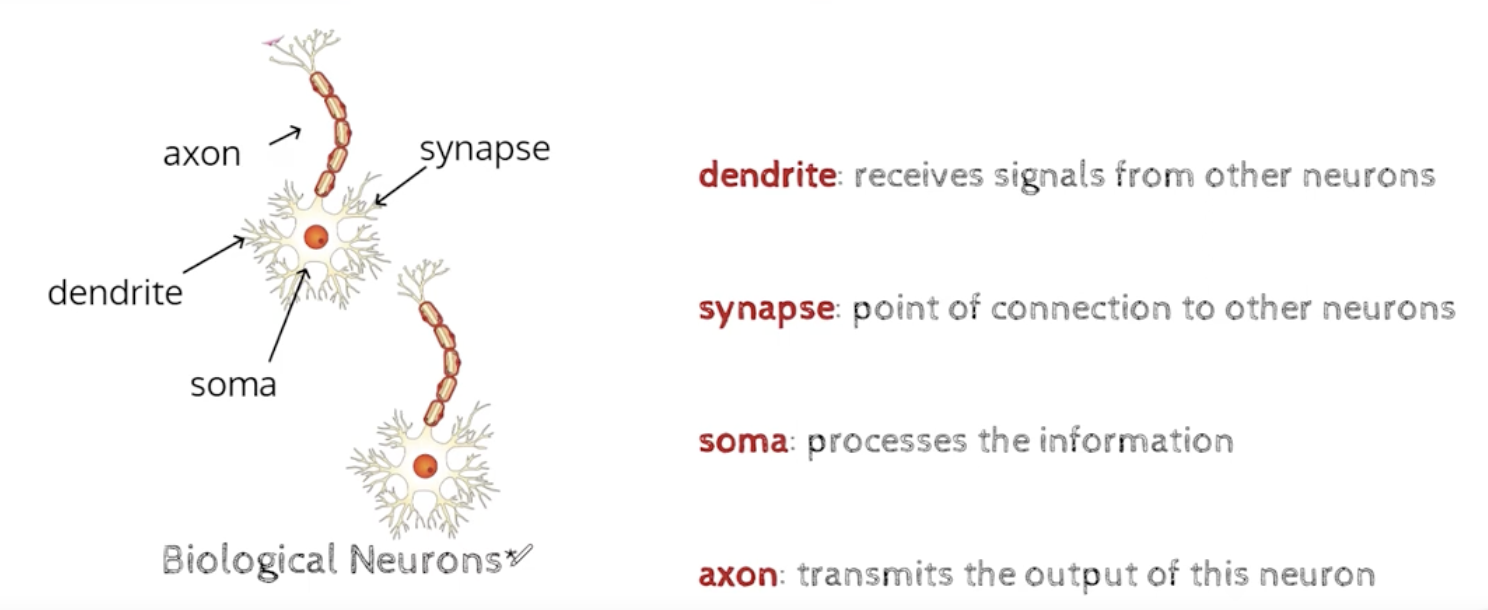 axon
synapse
dendrite
soma
Biological Neurons*
dendrite: receives signals from other neurons
synapse: point of connection to other neurons
soma: processes the information
axon: transmits the output of this neuron